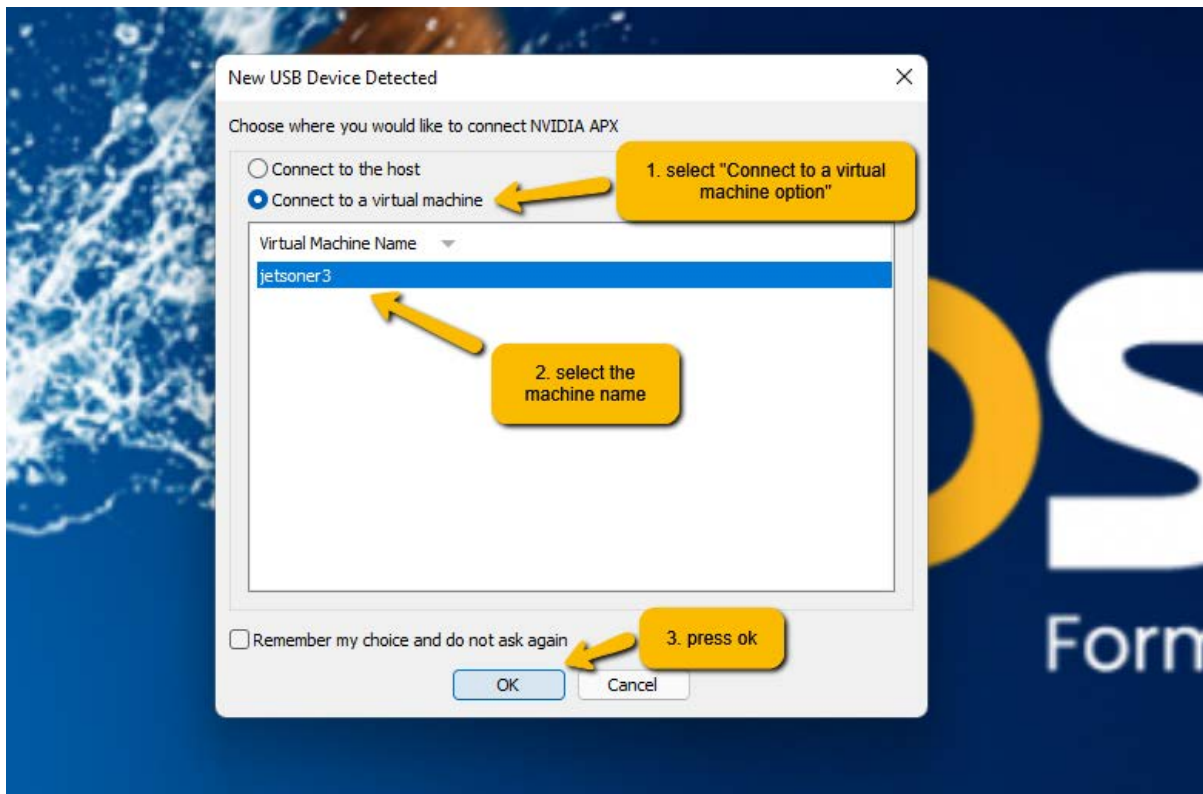 New USB Device Detected
Choose where you would like to connect NVIDIA APX
Connect to the host
Connect to a virtual machine
1. select "Connect to a virtual
machine option"
Virtual Machine Name
jetsoner3
2. select the
machine name
Remember my choice and do not ask again
3. press ok
OK
Cancel
OS
Form